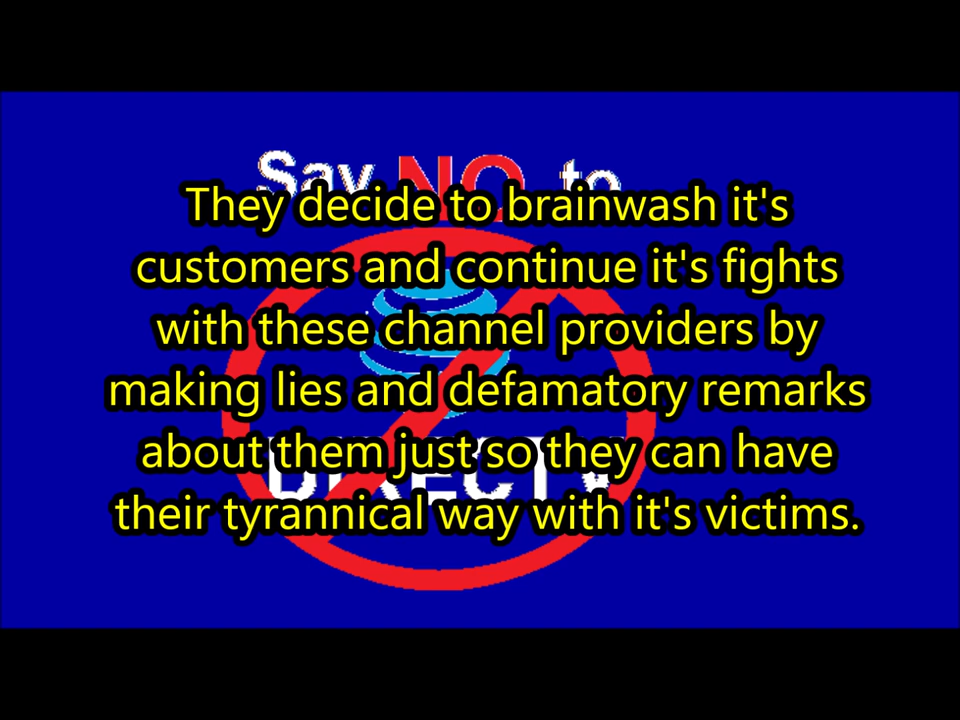 Say NO to
They decide to brainwash it's
customers and continue it's fights
with these channel providers by
making lies and defamatory remarks
about them just so they can have
their tyrannical way with it's victims.
DIRECTV